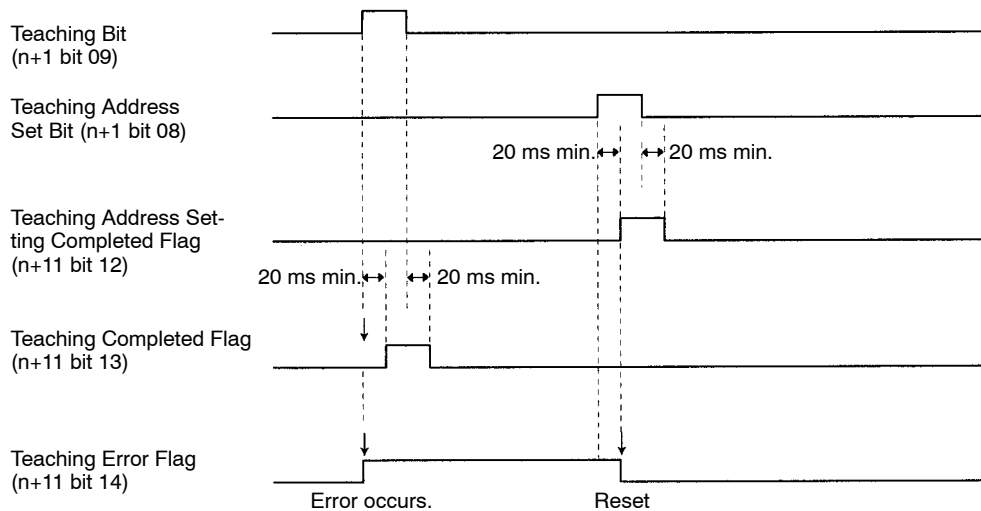 Teaching Bit
(n+1 bit 09)
Teaching Address
Set Bit (n+1 bit 08)
20 ms min.
20 ms min.
Teaching Address Set-
ting Completed Flag
(n+11 bit 12)
20 ms min.
20 ms min.
Teaching Completed Flag
(n+11 bit 13)
Teaching Error Flag
(n+11 bit 14)
Error occurs.
Reset